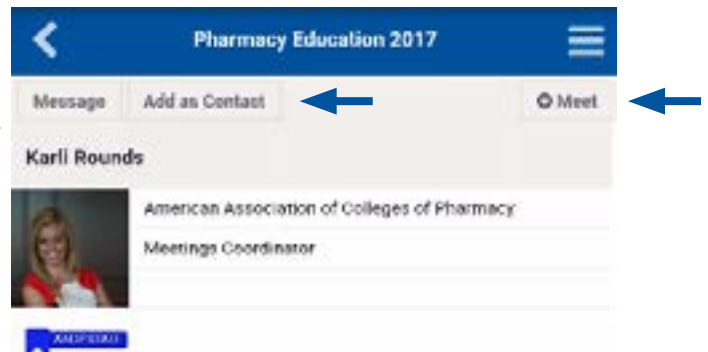 Pharmacy Education 2017
Message Add as Contact Meet
Karli Rounds
American Association of Colleges of Pharmacy
Meetings Coordinator